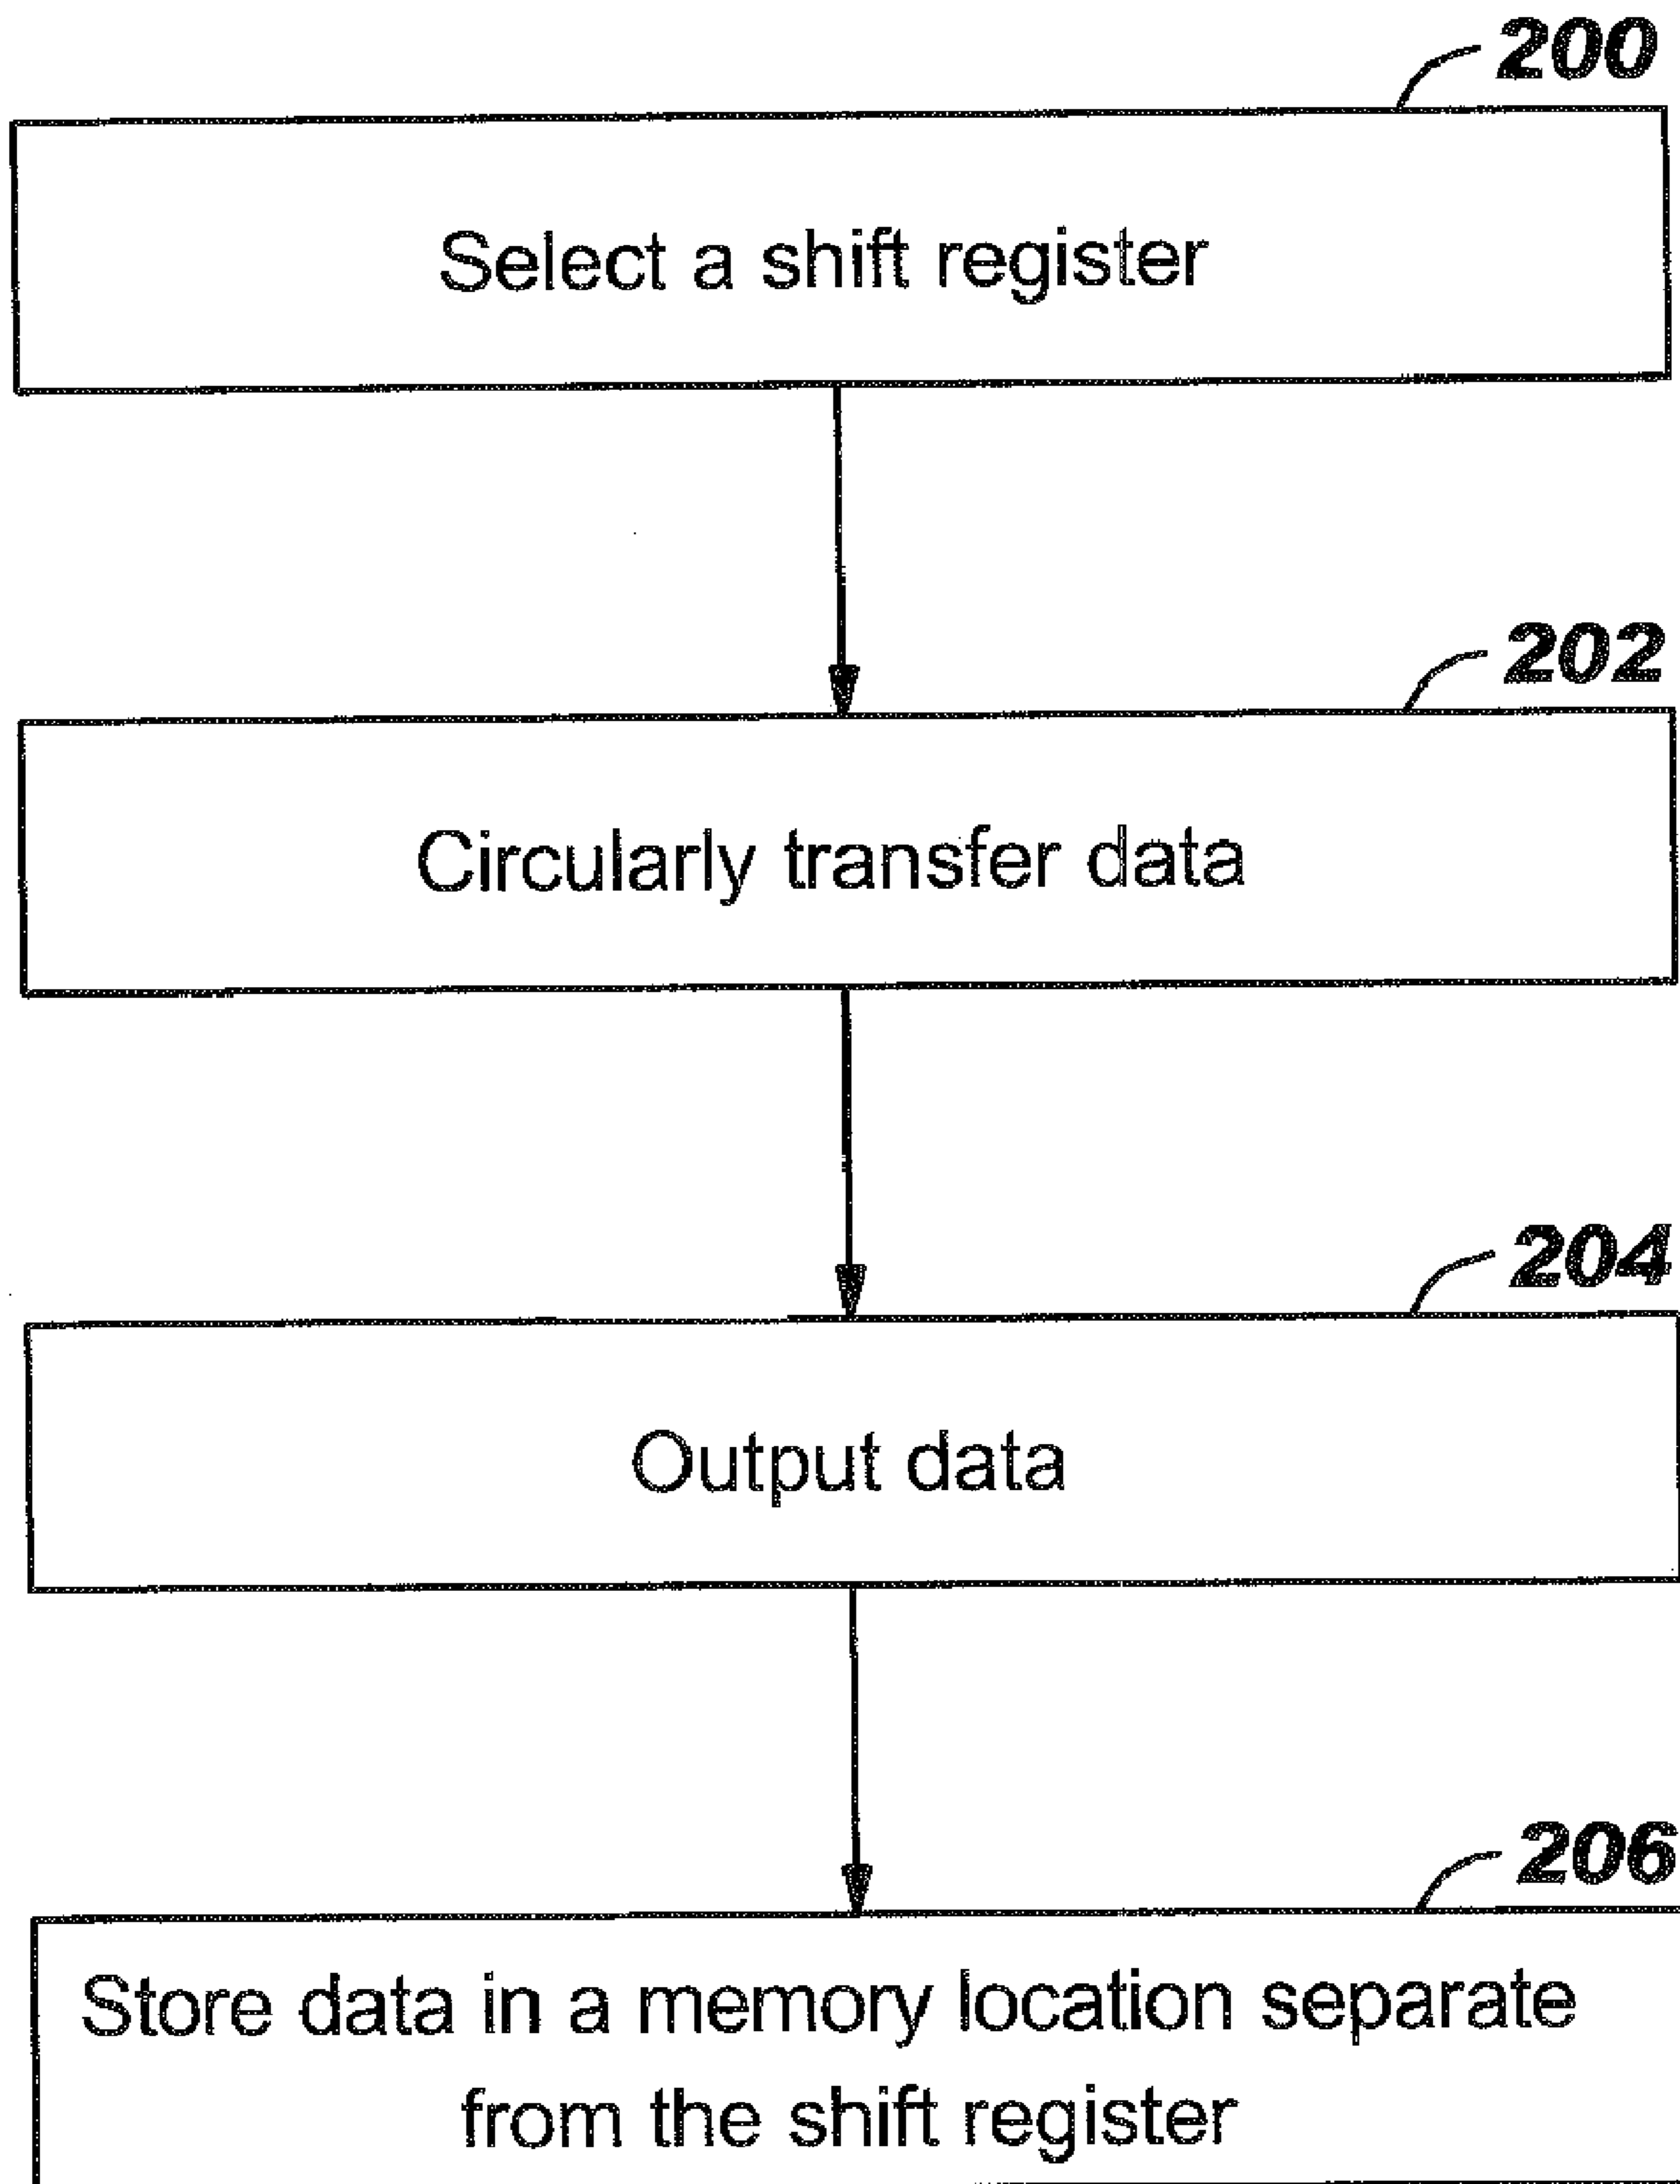 200
Select a shift register
202
Circularly transfer data
204
Output data
206
Store data in a memory location separate
from the shift register